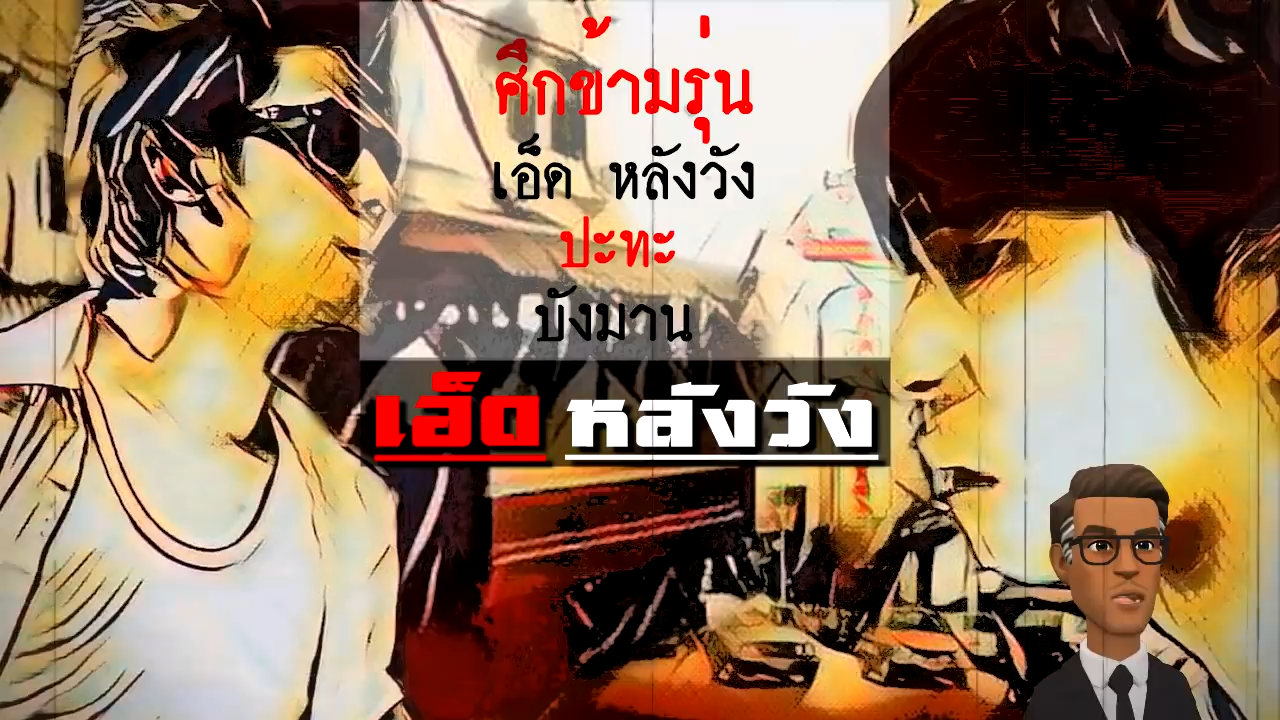 ศึกข้ามรุ่น
เอ็ด หลังวัง
ปะทะ
บังมาน
เอ็ด หลังวัง